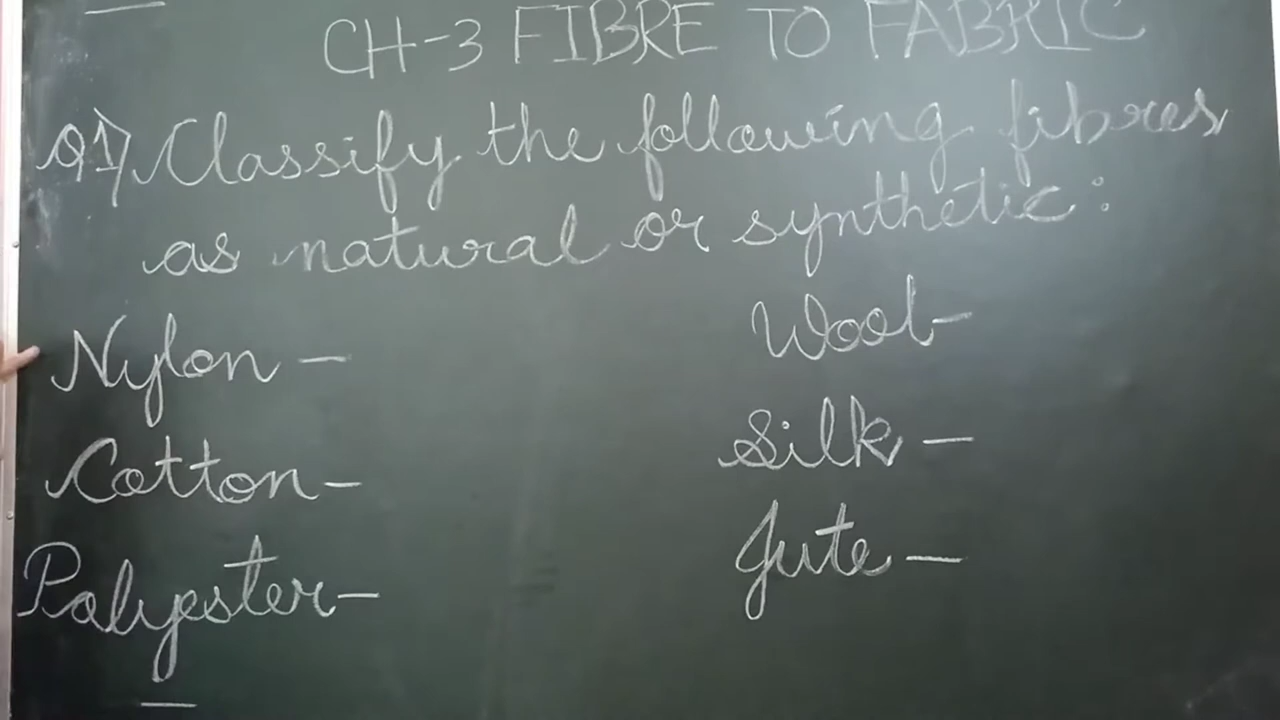 CH-3 FIBRE TO FABRIC
Q1) Classify the following fibres
as natural or synthetic:
Nylon -
Wool -
Cotton -
Silk -
Polyester -
Jute -